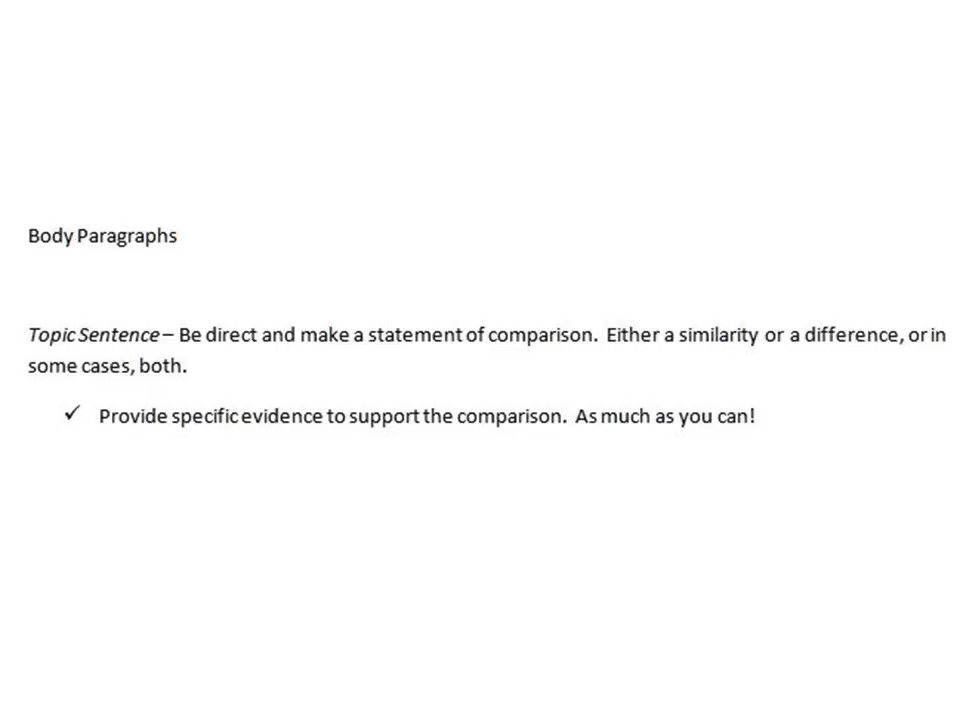 Body Paragraphs
Topic Sentence – Be direct and make a statement of comparison.  Either a similarity or a difference, or in
some cases, both.
✓ Provide specific evidence to support the comparison.  As much as you can!